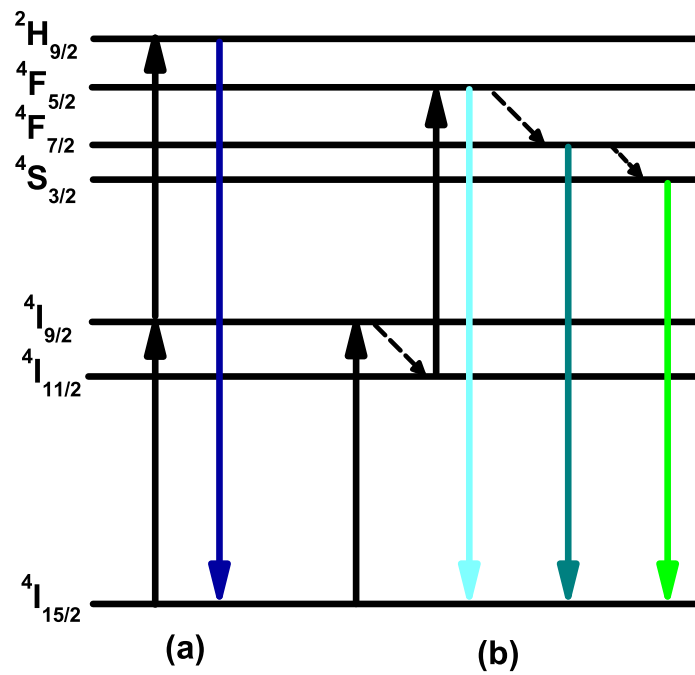 ²H₉/₂
⁴F₅/₂
⁴F₇/₂
⁴S₃/₂
⁴I₉/₂
⁴I₁₁/₂
⁴I₁₅/₂
(a) (b)